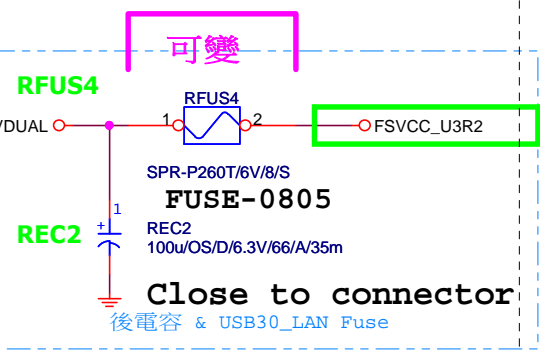 可變
RFUS4
RFUS4
/DUAL
1
2
FSVCC_U3R2
SPR-P260T/6V/8/S
FUSE-0805
1
+
REC2
REC2
100u/OS/D/6.3V/66/A/35m
Close to connector
後電容 & USB30_LAN Fuse